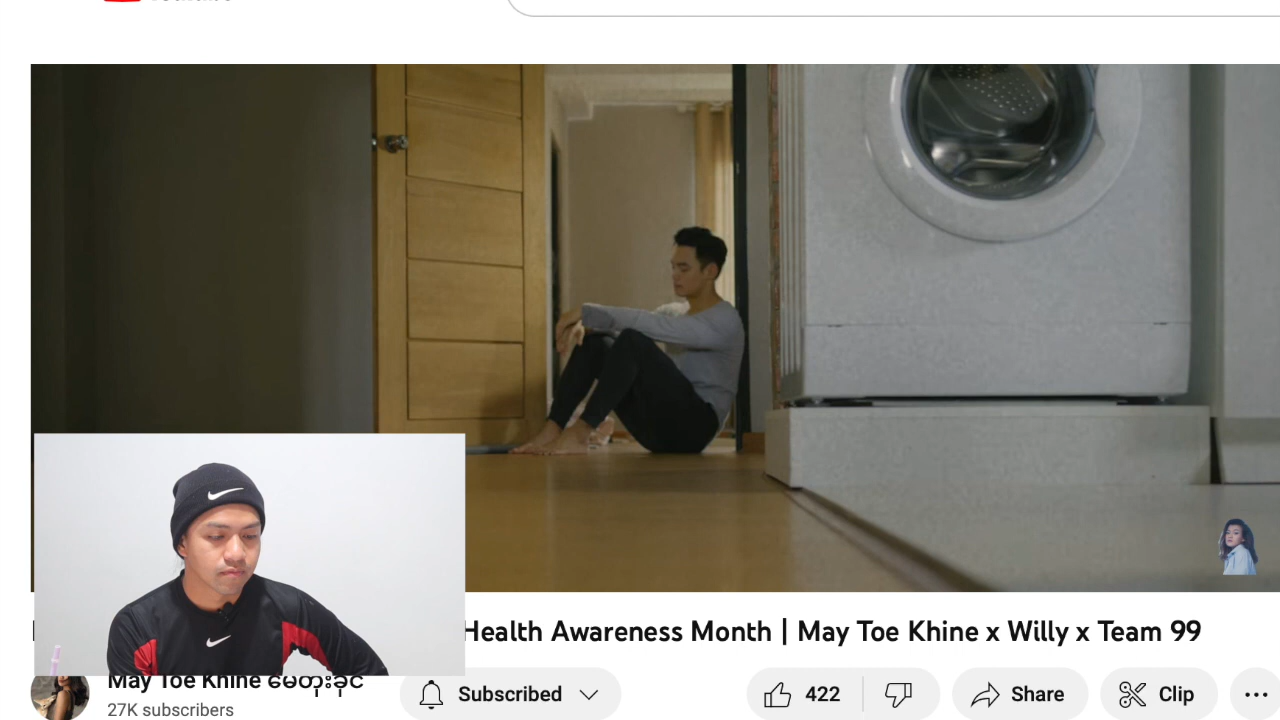 Health Awareness Month | May Toe Khine x Willy x Team 99
May Toe Khine မေတိုးခိုင်
27K subscribers
Subscribed
422
Share
Clip